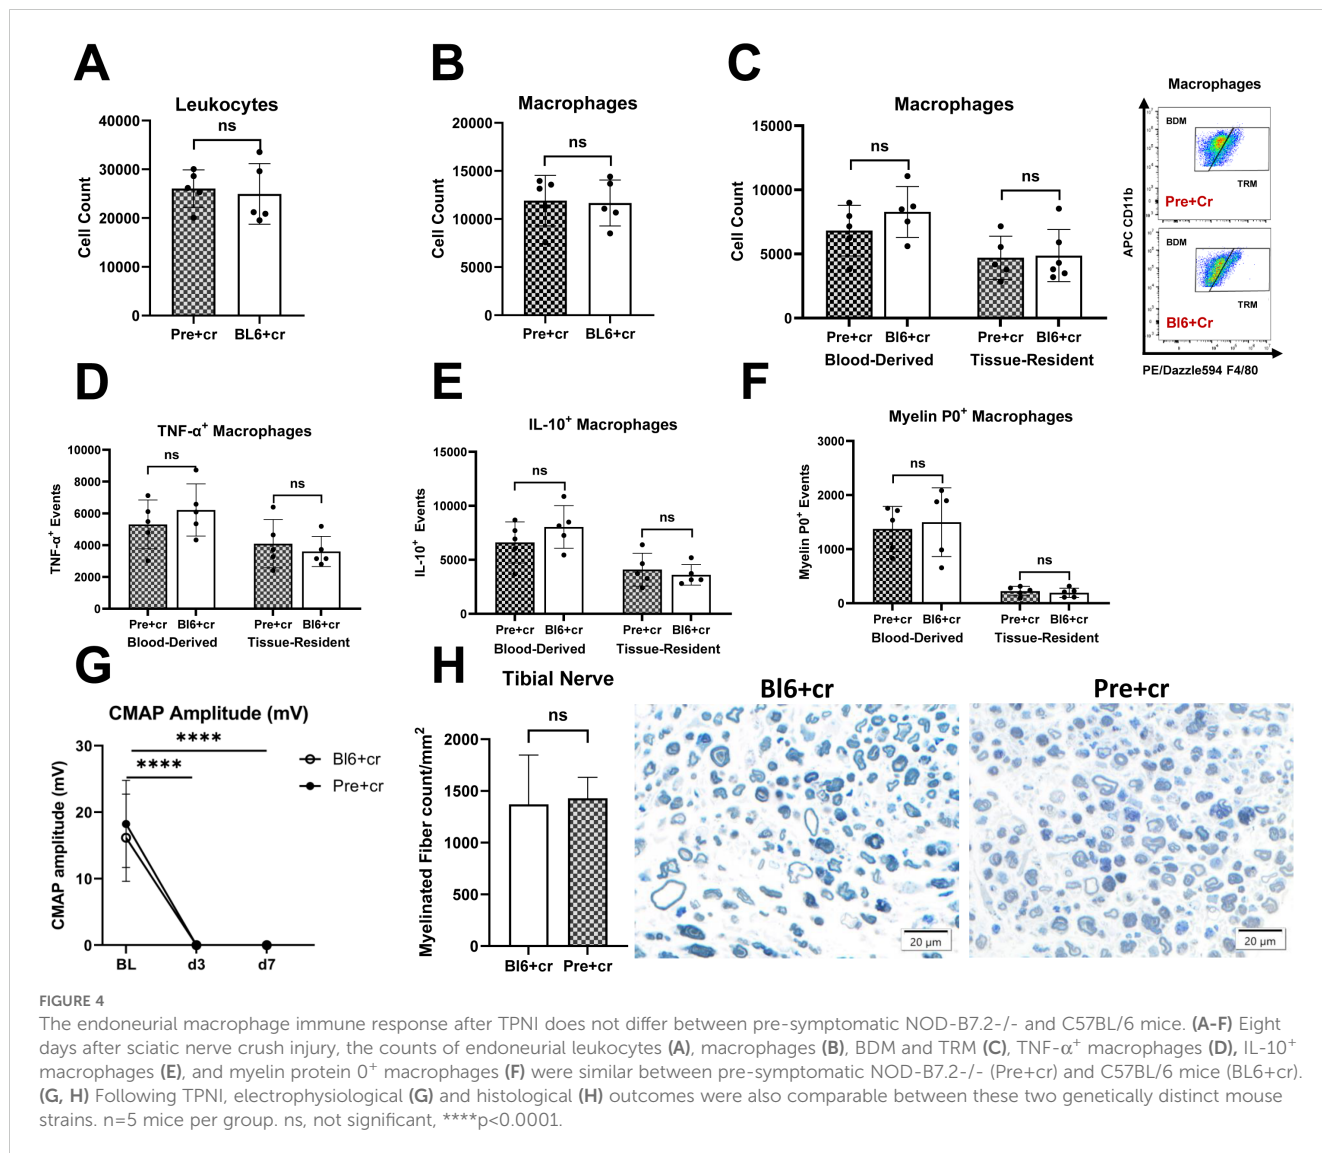 A
Leukocytes
40000
30000
20000
10000
0
Cell Count
ns
Pre+cr
BL6+cr
B
Macrophages
20000
15000
10000
5000
0
Cell Count
ns
Pre+cr
BL6+cr
C
Macrophages
15000
10000
5000
0
Cell Count
ns
ns
Pre+cr
Bl6+cr
Pre+cr
Bl6+cr
Blood-Derived
Tissue-Resident
Macrophages
BDM
TRM
Pre+Cr
BDM
TRM
Bl6+Cr
APC CD11b
PE/Dazzle594 F4/80
D
TNF-α+ Macrophages
10000
8000
6000
4000
2000
0
TNF-α+ Events
ns
ns
Pre+cr
Bl6+cr
Pre+cr
Bl6+cr
Blood-Derived
Tissue-Resident
E
IL-10+ Macrophages
15000
10000
5000
0
IL-10+ Events
ns
ns
Pre+cr
Bl6+cr
Pre+cr
Bl6+cr
Blood-Derived
Tissue-Resident
F
Myelin P0+ Macrophages
3000
2000
1000
0
Myelin P0+ Events
ns
ns
Pre+cr
Bl6+cr
Pre+cr
Bl6+cr
Blood-Derived
Tissue-Resident
G
CMAP Amplitude (mV)
30
20
10
0
CMAP amplitude (mV)
****
****
Bl6+cr
Pre+cr
BL
d3
d7
H
Tibial Nerve
2000
1500
1000
500
0
Myelinated Fiber count/mm2
ns
Bl6+cr
Pre+cr
Bl6+cr
20 µm
Pre+cr
20 µm
FIGURE 4
The endoneurial macrophage immune response after TPNI does not differ between pre-symptomatic NOD-B7.2-/- and C57BL/6 mice. (A-F) Eight
days after sciatic nerve crush injury, the counts of endoneurial leukocytes (A), macrophages (B), BDM and TRM (C), TNF-α+ macrophages (D), IL-10+
macrophages (E), and myelin protein 0+ macrophages (F) were similar between pre-symptomatic NOD-B7.2-/- (Pre+cr) and C57BL/6 mice (BL6+cr).
(G, H) Following TPNI, electrophysiological (G) and histological (H) outcomes were also comparable between these two genetically distinct mouse
strains. n=5 mice per group. ns, not significant, ****p<0.0001.